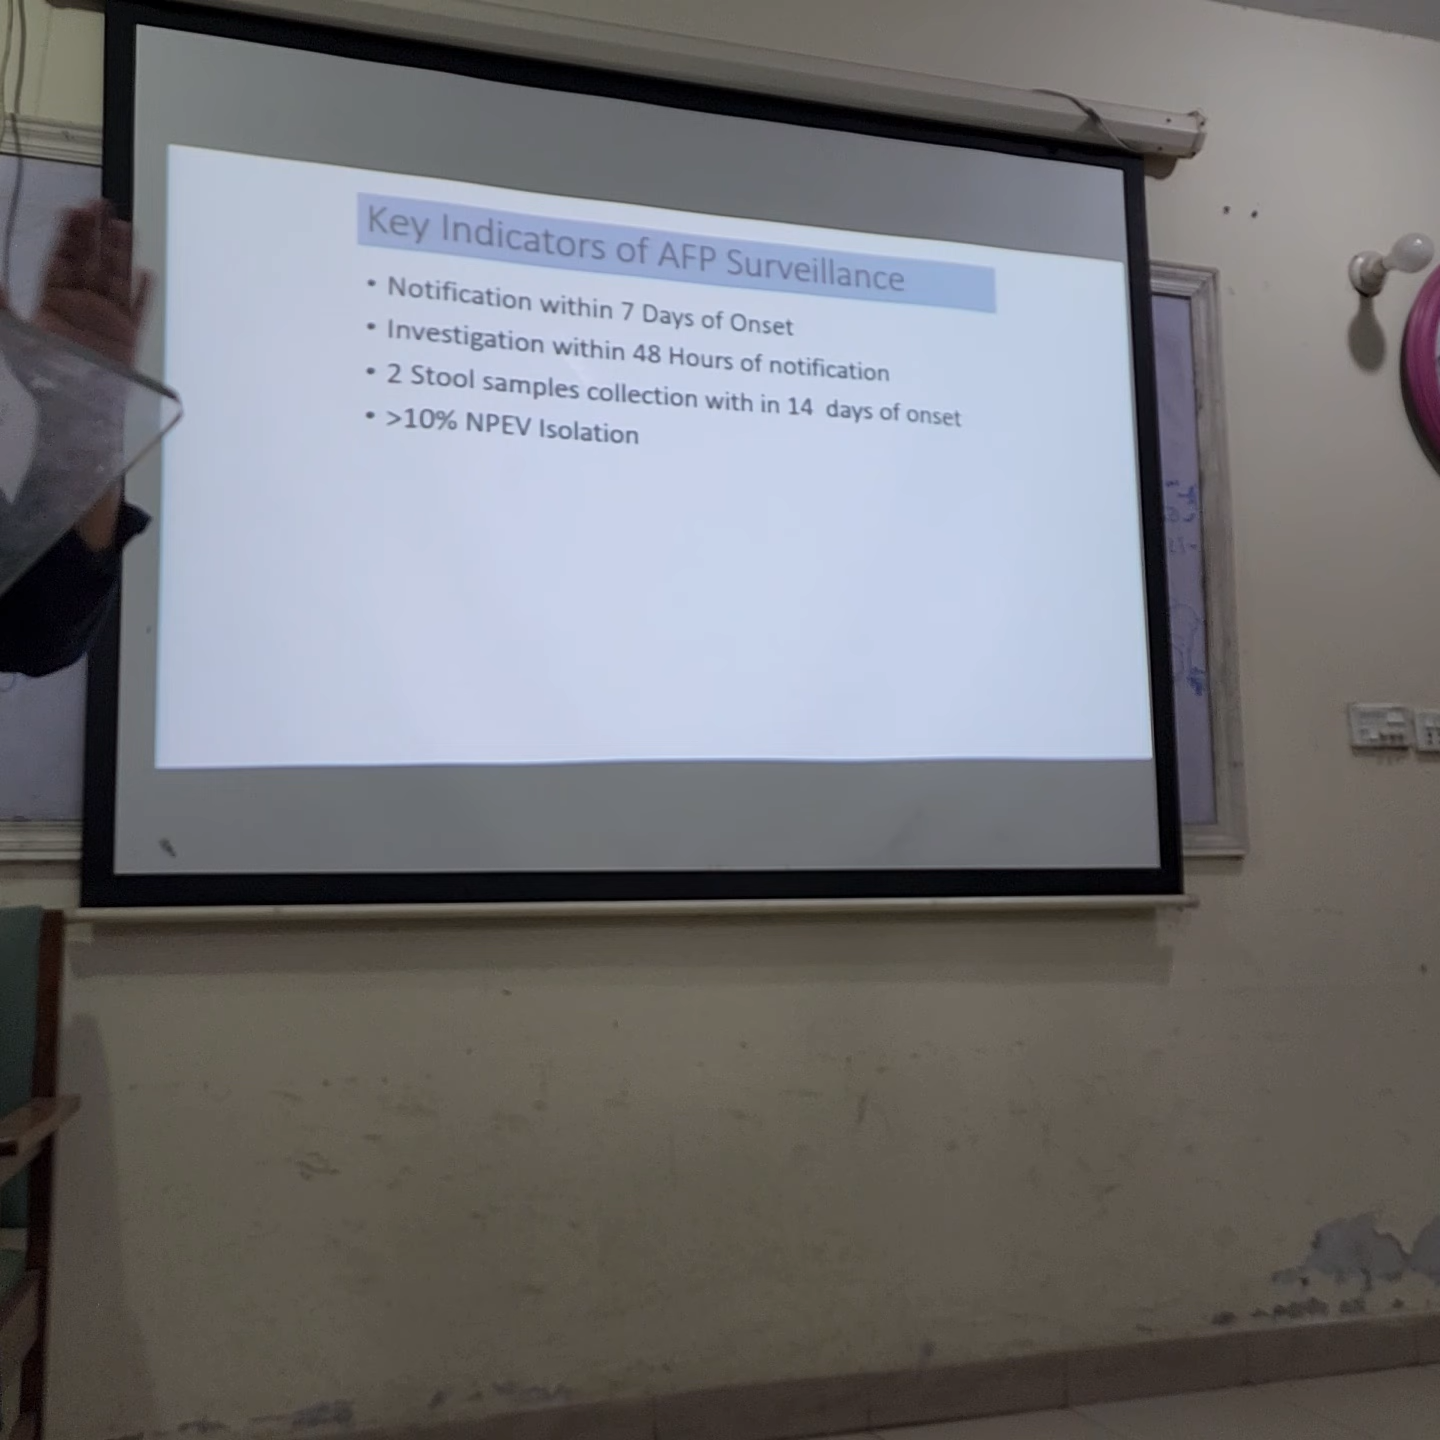 Key Indicators of AFP Surveillance
• Notification within 7 Days of Onset
• Investigation within 48 Hours of notification
• 2 Stool samples collection with in 14 days of onset
• >10% NPEV Isolation